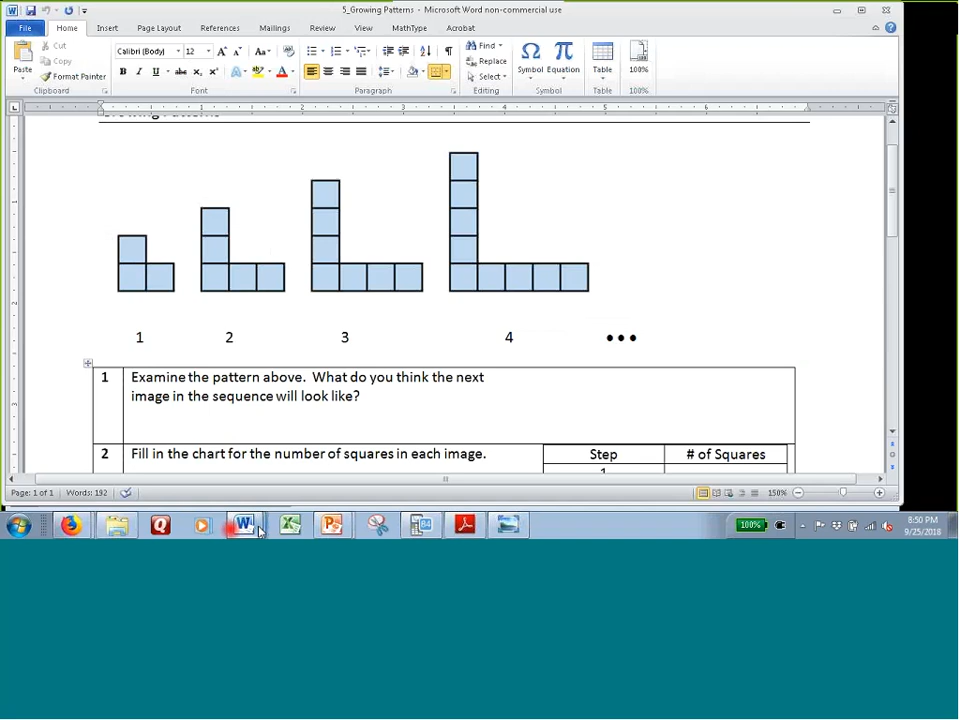 5_Growing Patterns - Microsoft Word non-commercial use
File Home Insert Page Layout References Mailings Review View MathType Acrobat
Cut
Copy
Format Painter
Paste
Calibri (Body) 12
Find
Replace
Select
Symbol Equation Table 100%
Clipboard Font Paragraph Editing Symbol Table 100%
Growing Patterns
1 2 3 4 •••
1 Examine the pattern above. What do you think the next
image in the sequence will look like?
2 Fill in the chart for the number of squares in each image.
Step # of Squares
1
Page: 1 of 1 Words: 192 150%
100% 8:50 PM
9/25/2018